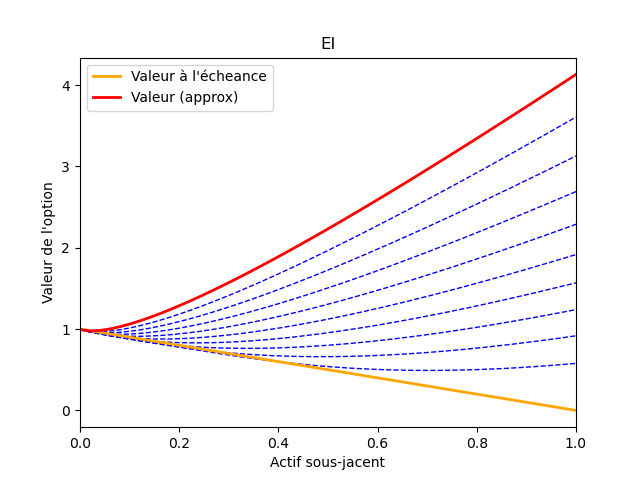 EI
Valeur à l'écheance
Valeur (approx)
Valeur de l'option
4
3
2
1
0
0.0 0.2 0.4 0.6 0.8 1.0
Actif sous-jacent